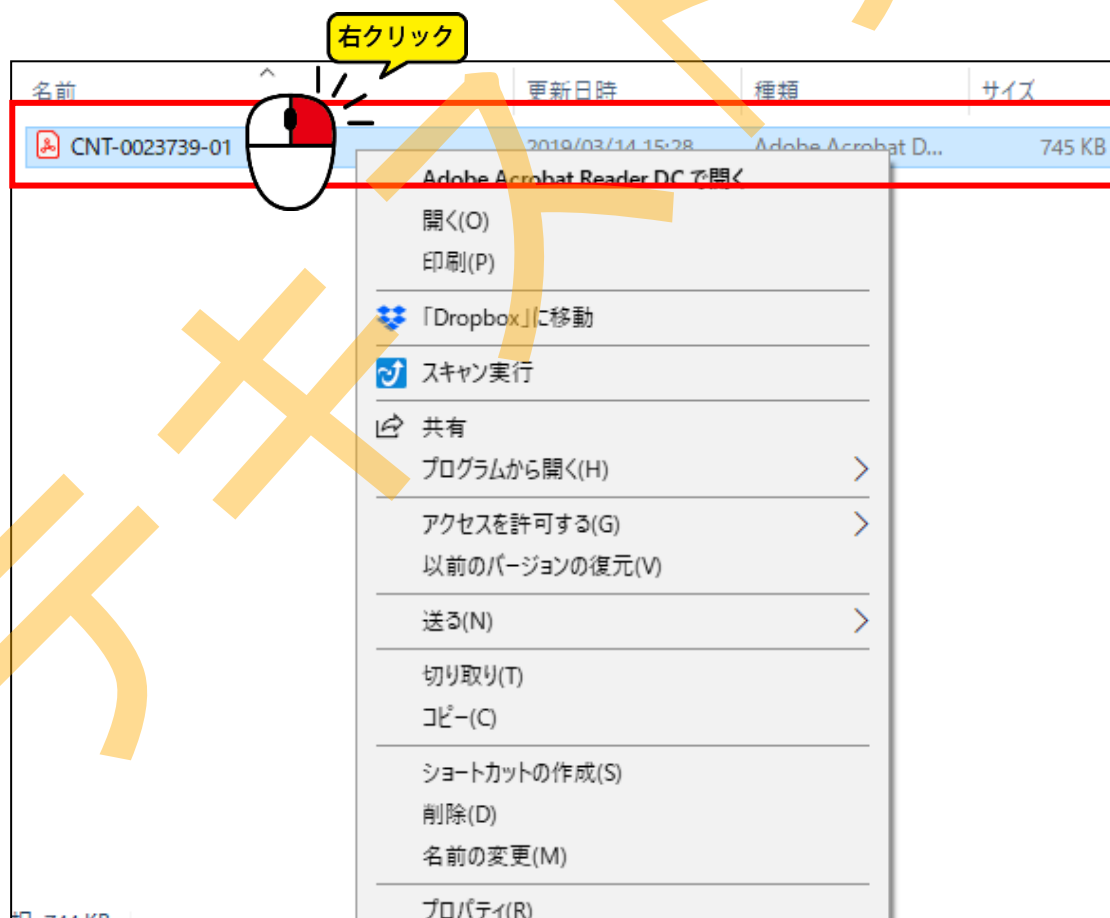 右クリック
名前 更新日時 種類 サイズ
CNT-0023739-01 2019/03/14 15:28 Adobe Acrobat D... 745 KB
Adobe Acrobat Reader DC で開く
開く(O)
印刷(P)
「Dropbox」に移動
スキャン実行
共有
プログラムから開く(H)
アクセスを許可する(G)
以前のバージョンの復元(V)
送る(N)
切り取り(T)
コピー(C)
ショートカットの作成(S)
削除(D)
名前の変更(M)
プロパティ(R)
テキスト